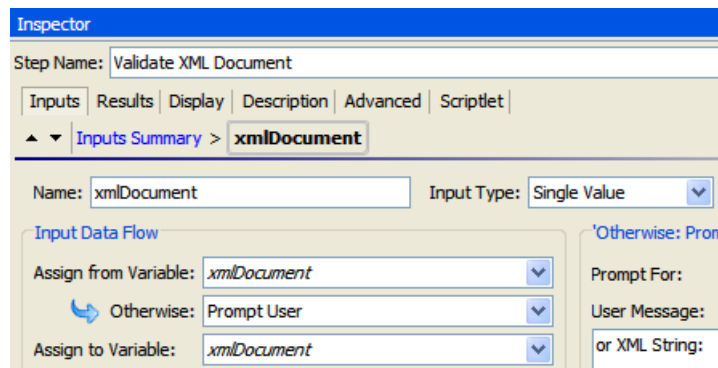 Inspector
Step Name: Validate XML Document
Inputs Results Display Description Advanced Scriptlet
Inputs Summary > xmlDocument
Name: xmlDocument Input Type: Single Value
Input Data Flow 'Otherwise: Prom
Assign from Variable: xmlDocument Prompt For:
Otherwise: Prompt User User Message:
Assign to Variable: xmlDocument or XML String: